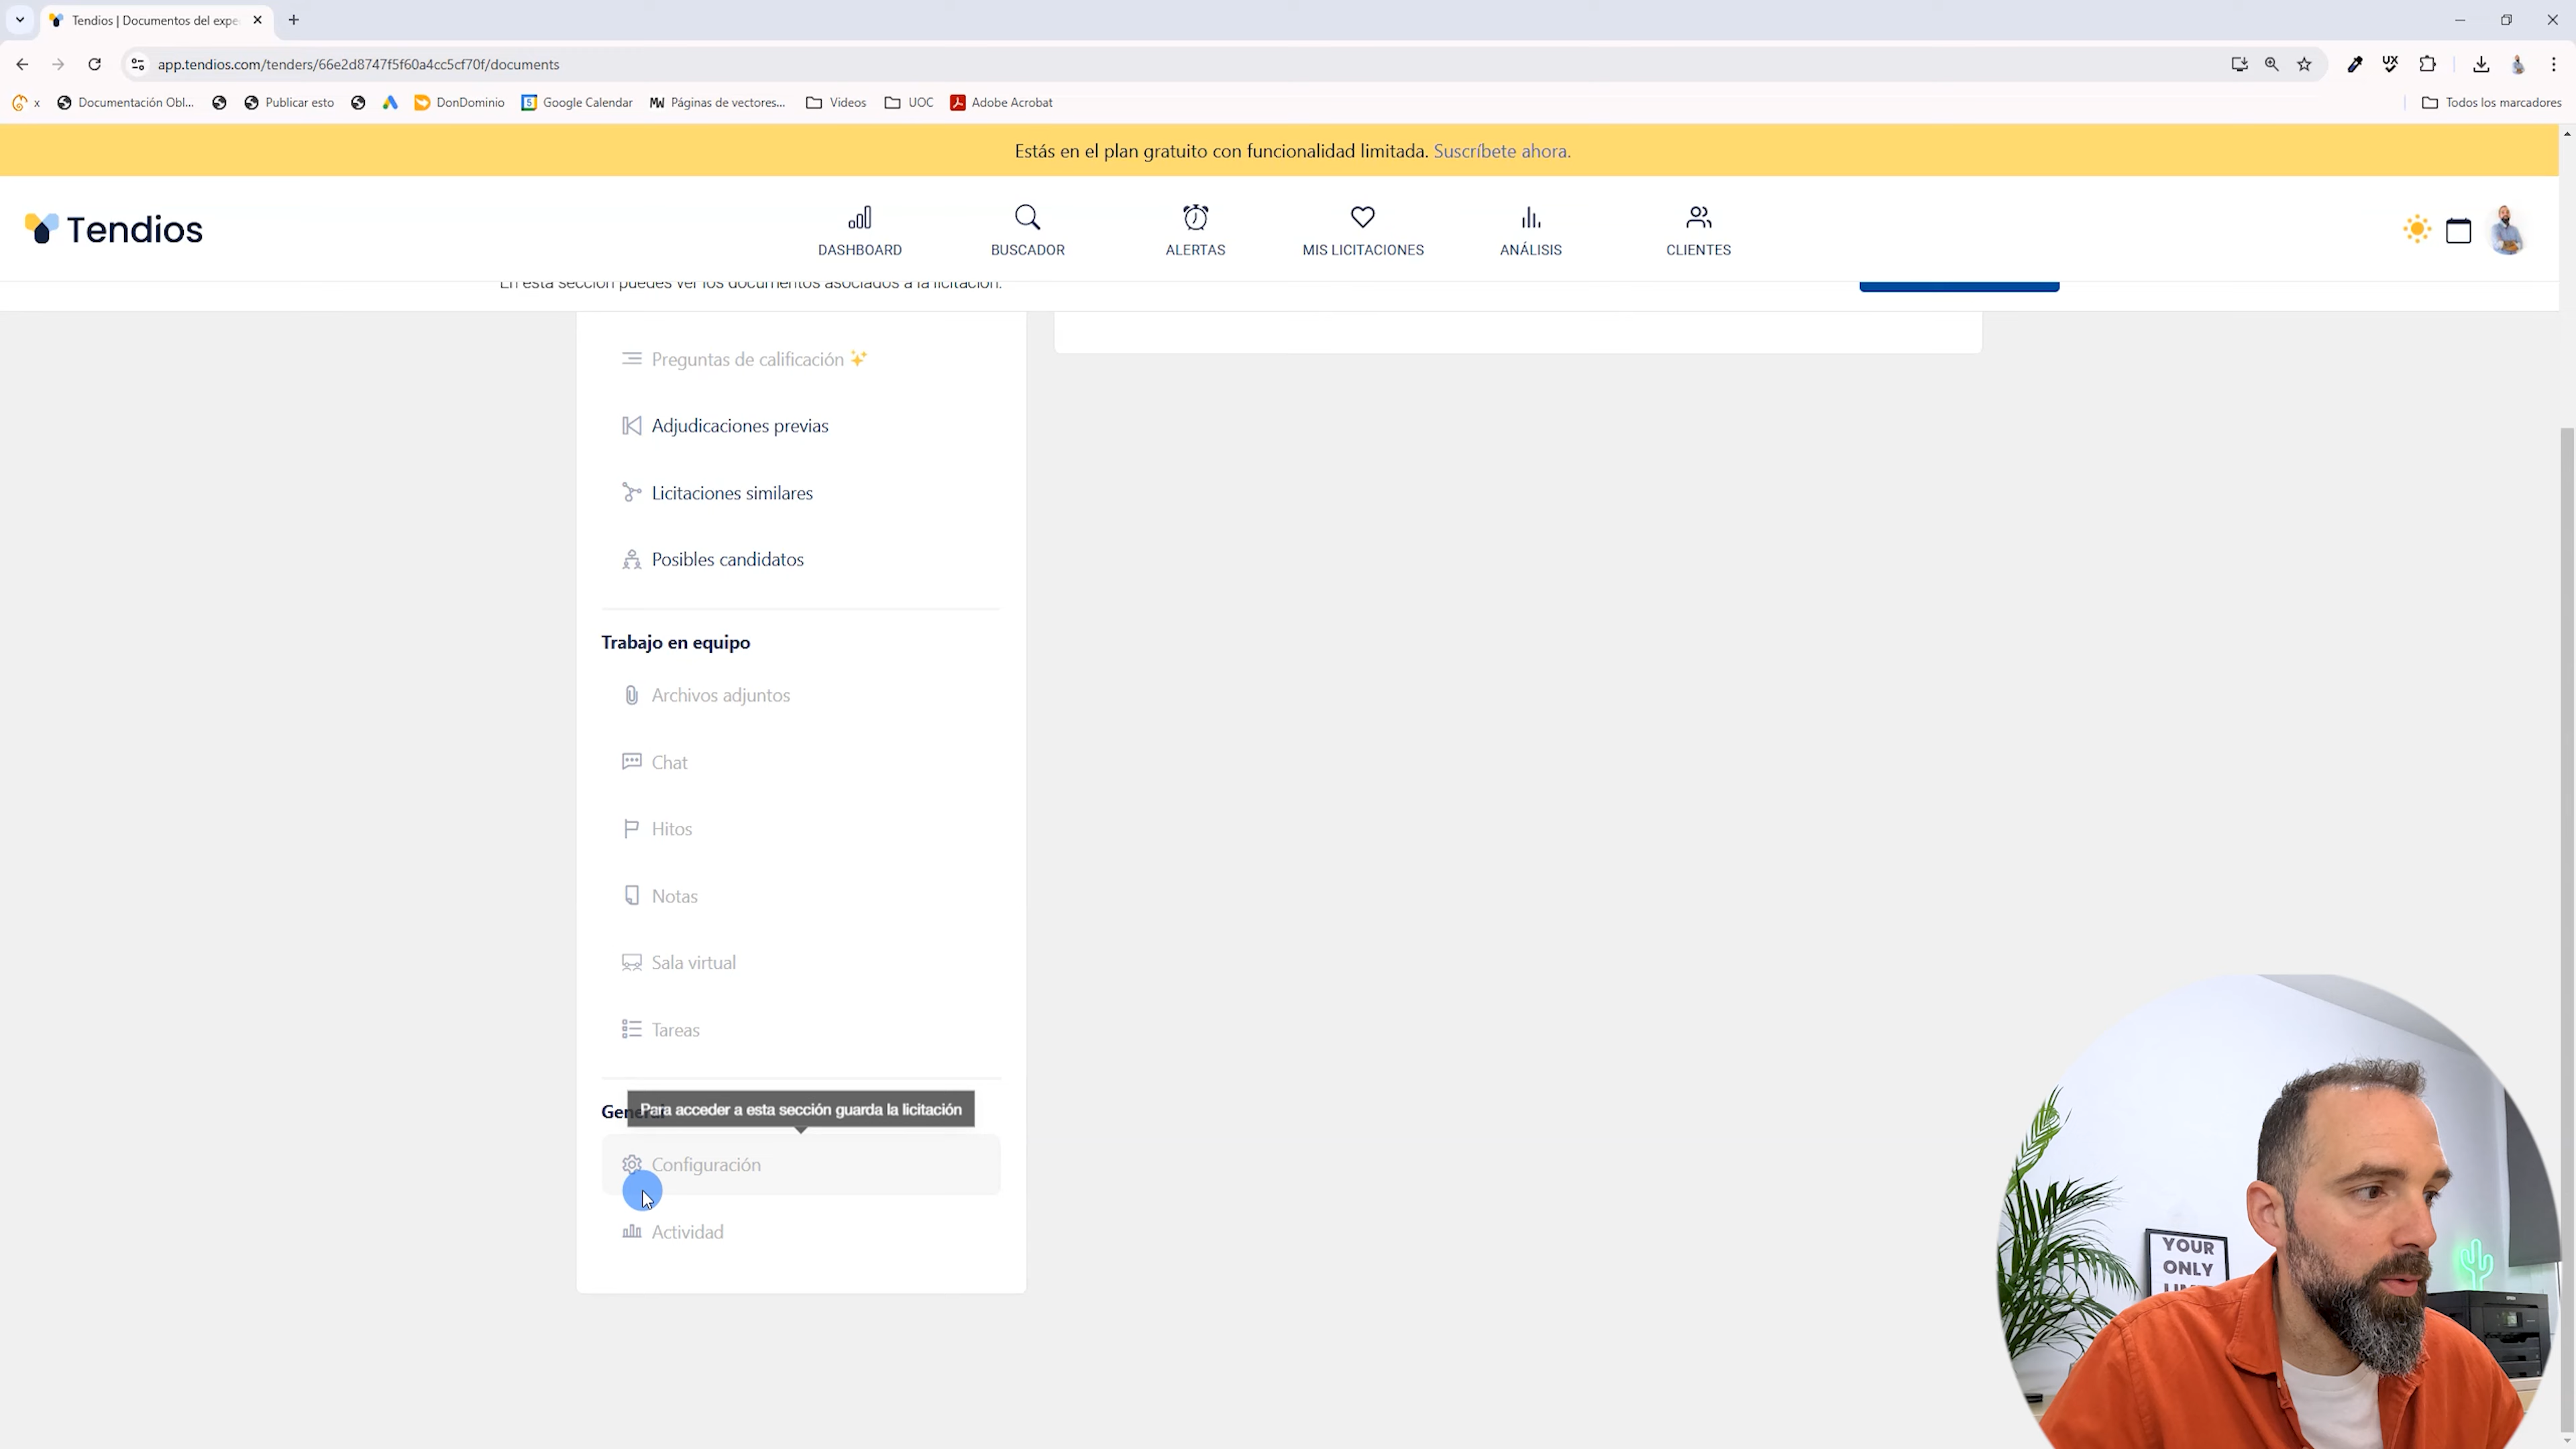 Tendios | Documentos del expe
app.tendios.com/tenders/66e2d8747f5f60a4cc5cf70f/documents
x
Documentación Obl...
Publicar esto
DonDominio
Google Calendar
Páginas de vectores...
Videos
UOC
Adobe Acrobat
Todos los marcadores
Estás en el plan gratuito con funcionalidad limitada. Suscríbete ahora.
Tendios
DASHBOARD
BUSCADOR
ALERTAS
MIS LICITACIONES
ANÁLISIS
CLIENTES
En esta sección puedes ver los documentos asociados a la licitación.
Preguntas de calificación
Adjudicaciones previas
Licitaciones similares
Posibles candidatos
Trabajo en equipo
Archivos adjuntos
Chat
Hitos
Notas
Sala virtual
Tareas
General
Para acceder a esta sección guarda la licitación
Configuración
Actividad
YOUR
ONLY